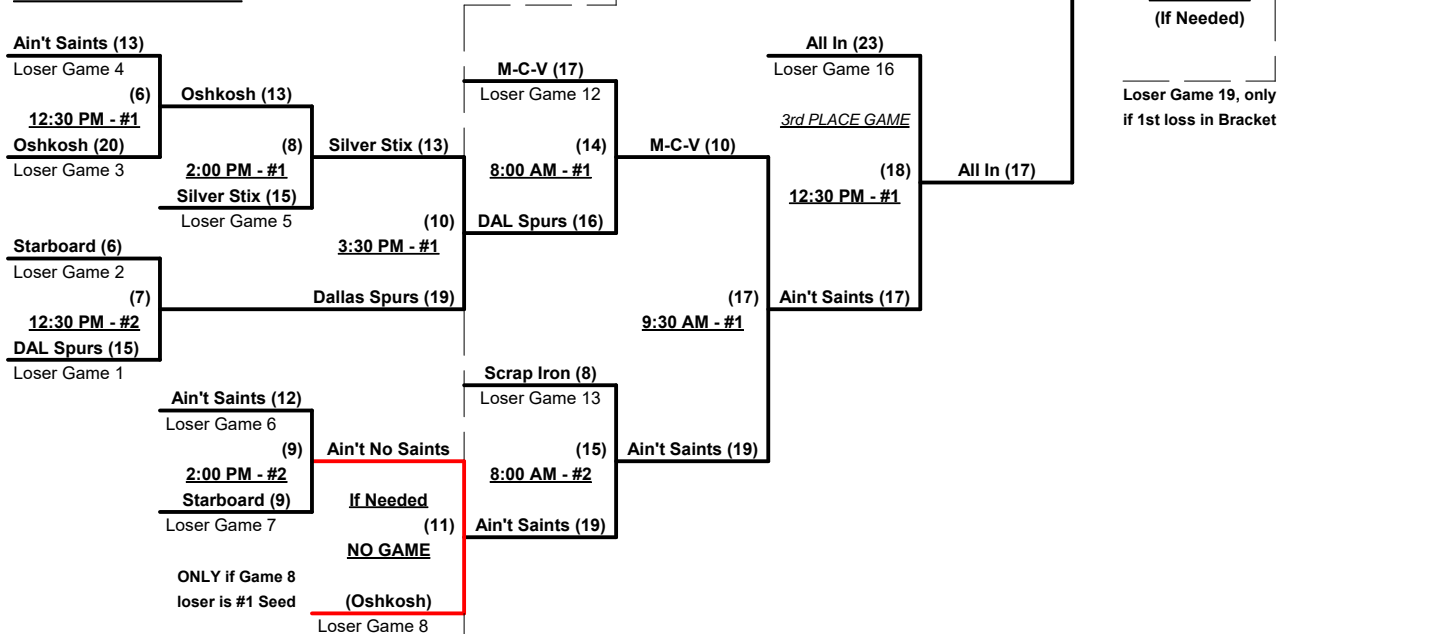 (If Needed)
Ain't Saints (13)
Loser Game 4
(6)
12:30 PM - #1
Oshkosh (20)
Loser Game 3
Oshkosh (13)
(8)
2:00 PM - #1
Silver Stix (15)
Loser Game 5
Silver Stix (13)
(10)
3:30 PM - #1
Starboard (6)
Loser Game 2
(7)
12:30 PM - #2
DAL Spurs (15)
Loser Game 1
Dallas Spurs (19)
M-C-V (17)
Loser Game 12
(14)
8:00 AM - #1
DAL Spurs (16)
M-C-V (10)
(17)
9:30 AM - #1
All In (23)
Loser Game 16
3rd PLACE GAME
(18)
12:30 PM - #1
Ain't Saints (17)
All In (17)
Loser Game 19, only
if 1st loss in Bracket
Ain't Saints (12)
Loser Game 6
(9)
2:00 PM - #2
Starboard (9)
Loser Game 7
Ain't No Saints
If Needed
(11)
NO GAME
ONLY if Game 8
loser is #1 Seed
(Oshkosh)
Loser Game 8
Scrap Iron (8)
Loser Game 13
(15)
8:00 AM - #2
Ain't Saints (19)
Ain't Saints (19)